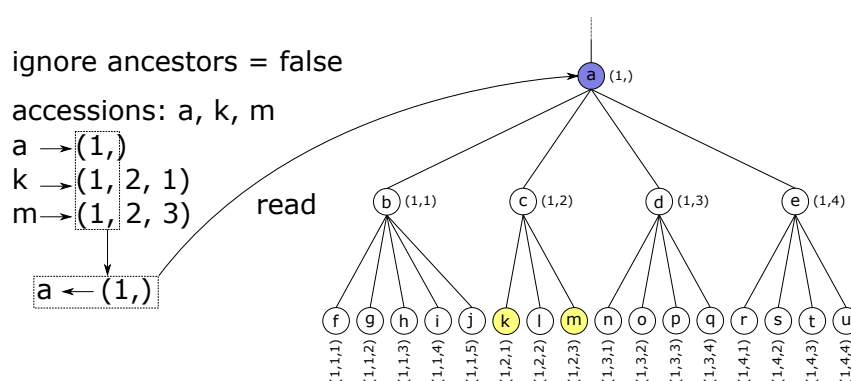 ignore ancestors = false
accessions: a, k, m
a → (1,)
k → (1, 2, 1)
m → (1, 2, 3)
a ← (1,)
read
a (1,)
b (1,1)
c (1,2)
d (1,3)
e (1,4)
f g h i j k l m n o p q r s t u
(1,1,1)
(1,1,2)
(1,1,3)
(1,1,4)
(1,1,5)
(1,2,1)
(1,2,2)
(1,2,3)
(1,3,1)
(1,3,2)
(1,3,3)
(1,3,4)
(1,4,1)
(1,4,2)
(1,4,3)
(1,4,4)